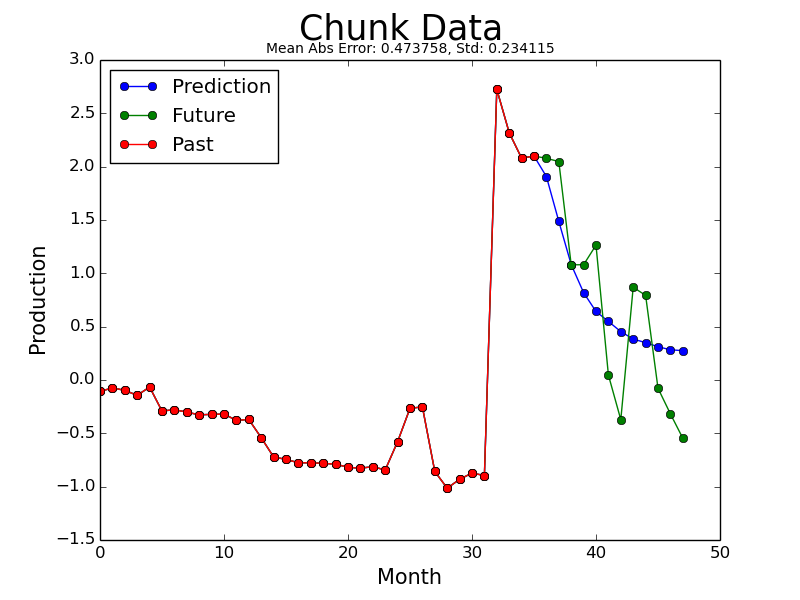 Chunk Data
Mean Abs Error: 0.473758, Std: 0.234115
Prediction
Future
Past
3.0
2.5
2.0
1.5
1.0
0.5
0.0
−0.5
−1.0
−1.5
Production
0 10 20 30 40 50
Month